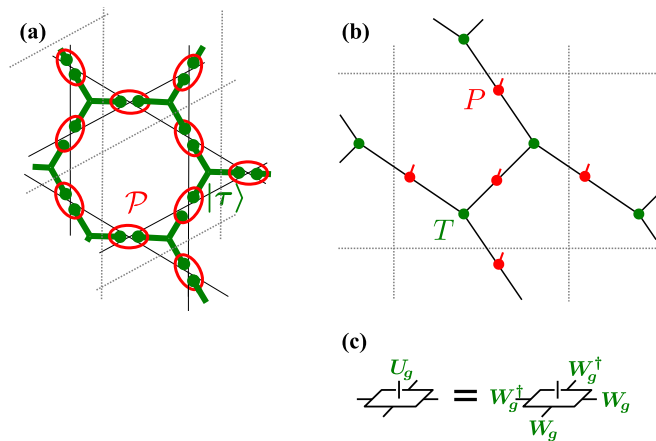 (a)
(b)
P
𝒫
|τ⟩
T
(c)
U_g = W_g^† W_g^† W_g W_g